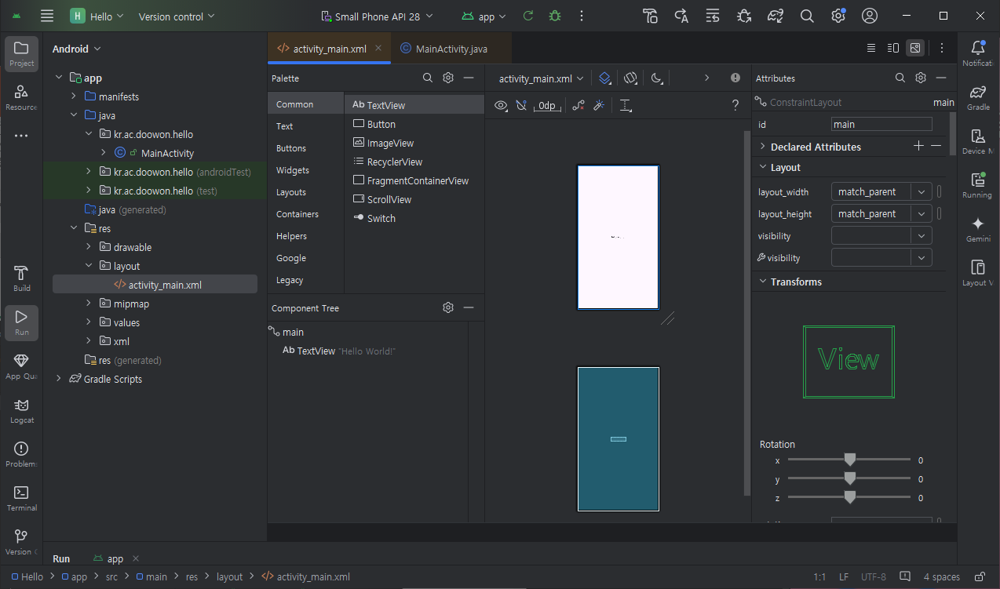 H Hello Version control Small Phone API 28 app
Project
Resource
Build
Run
App Qua
Logcat
Problems
Terminal
Version
Android
app
manifests
java
kr.ac.doowon.hello
MainActivity
kr.ac.doowon.hello (androidTest)
kr.ac.doowon.hello (test)
java (generated)
res
drawable
layout
activity_main.xml
mipmap
values
xml
res (generated)
Gradle Scripts
activity_main.xml MainActivity.java
Palette
Common
Text
Buttons
Widgets
Layouts
Containers
Helpers
Google
Legacy
Ab TextView
Button
ImageView
RecyclerView
FragmentContainerView
ScrollView
Switch
Component Tree
main
Ab TextView "Hello World!"
activity_main.xml
0dp
?
Attributes
ConstraintLayout main
id main
Declared Attributes
Layout
layout_width match_parent
layout_height match_parent
visibility
visibility
Transforms
View
Rotation
x 0
y 0
z 0
Notificati
Gradle
Device M
Running
Gemini
Layout V
Run app
Hello app src main res layout activity_main.xml
1:1 LF UTF-8 4 spaces